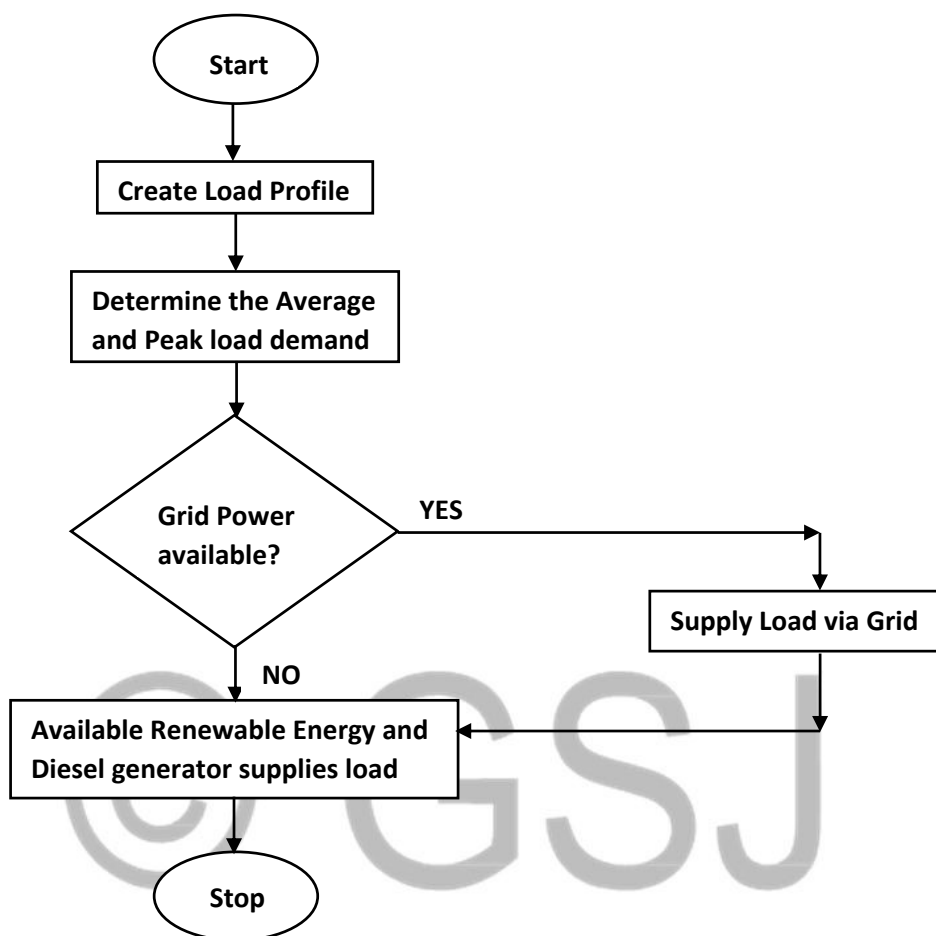 Start
Create Load Profile
Determine the Average
and Peak load demand
Grid Power
available?
YES
Supply Load via Grid
NO
Available Renewable Energy and
Diesel generator supplies load
Stop
© GSJ